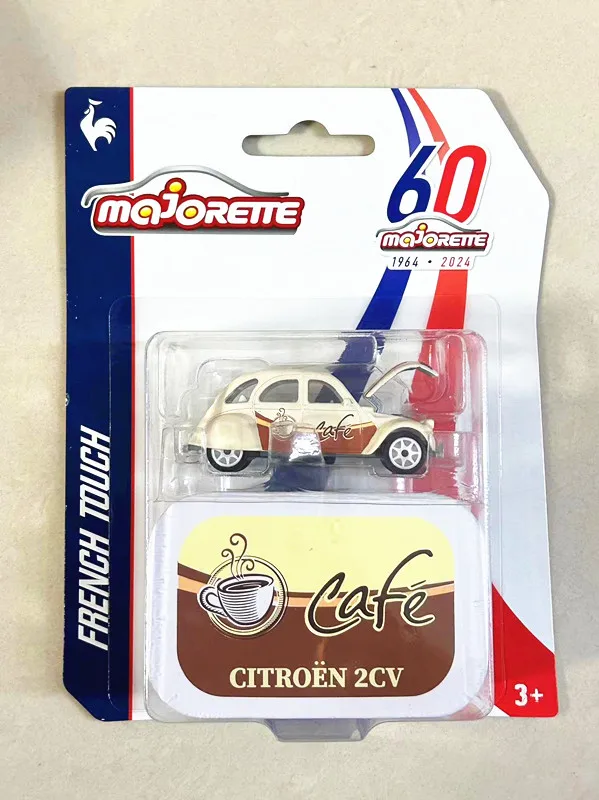 60
MAJORETTE
MAJORETTE
1964 • 2024
FRENCH TOUCH
Café
Café
CITROËN 2CV
3+